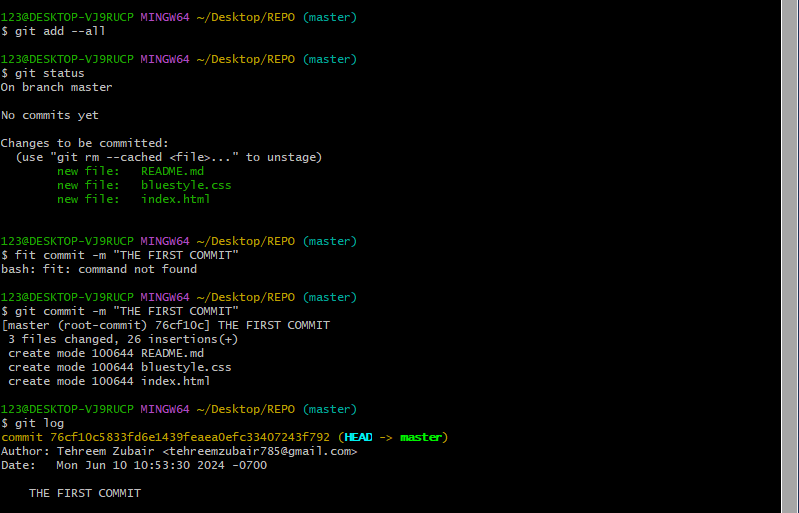 123@DESKTOP-VJ9RUCP MINGW64 ~/Desktop/REPO (master)
$ git add --all
123@DESKTOP-VJ9RUCP MINGW64 ~/Desktop/REPO (master)
$ git status
On branch master
No commits yet
Changes to be committed:
  (use "git rm --cached <file>..." to unstage)
        new file:   README.md
        new file:   bluestyle.css
        new file:   index.html
123@DESKTOP-VJ9RUCP MINGW64 ~/Desktop/REPO (master)
$ fit commit -m "THE FIRST COMMIT"
bash: fit: command not found
123@DESKTOP-VJ9RUCP MINGW64 ~/Desktop/REPO (master)
$ git commit -m "THE FIRST COMMIT"
[master (root-commit) 76cf10c] THE FIRST COMMIT
 3 files changed, 26 insertions(+)
 create mode 100644 README.md
 create mode 100644 bluestyle.css
 create mode 100644 index.html
123@DESKTOP-VJ9RUCP MINGW64 ~/Desktop/REPO (master)
$ git log
commit 76cf10c5833fd6e1439feaea0efc33407243f792 (HEAD -> master)
Author: Tehreem Zubair <tehreemzubair785@gmail.com>
Date:   Mon Jun 10 10:53:30 2024 -0700
    THE FIRST COMMIT